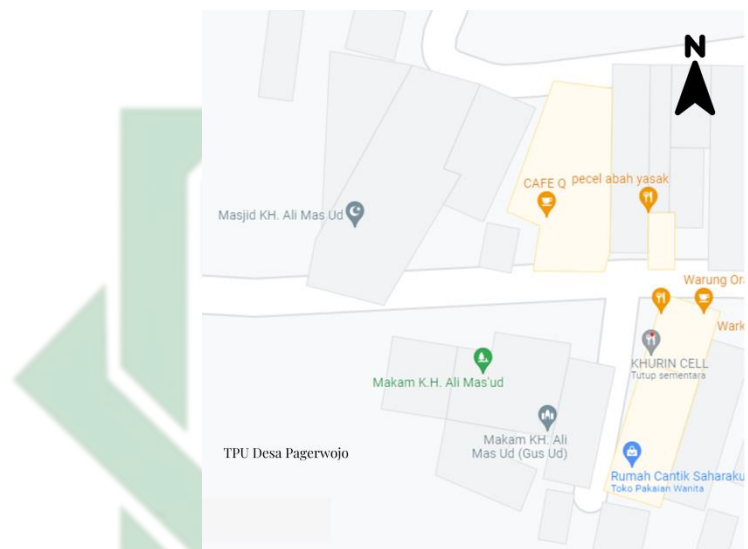 N
CAFE Q
pecel abah yasak
Masjid KH. Ali Mas Ud
Warung Or
Wark
KHURIN CELL
Tutup sementara
Makam K.H. Ali Mas'ud
Makam KH. Ali
Mas Ud (Gus Ud)
TPU Desa Pagerwojo
Rumah Cantik Saharaku
Toko Pakaian Wanita